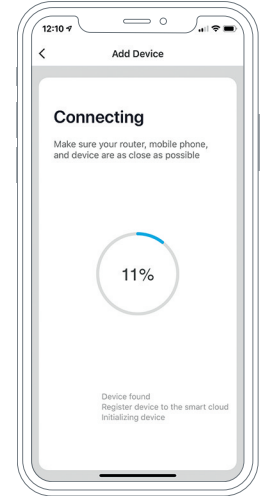 12:10
Add Device
Connecting
Make sure your router, mobile phone,
and device are as close as possible
11%
Device found
Register device to the smart cloud
Initializing device